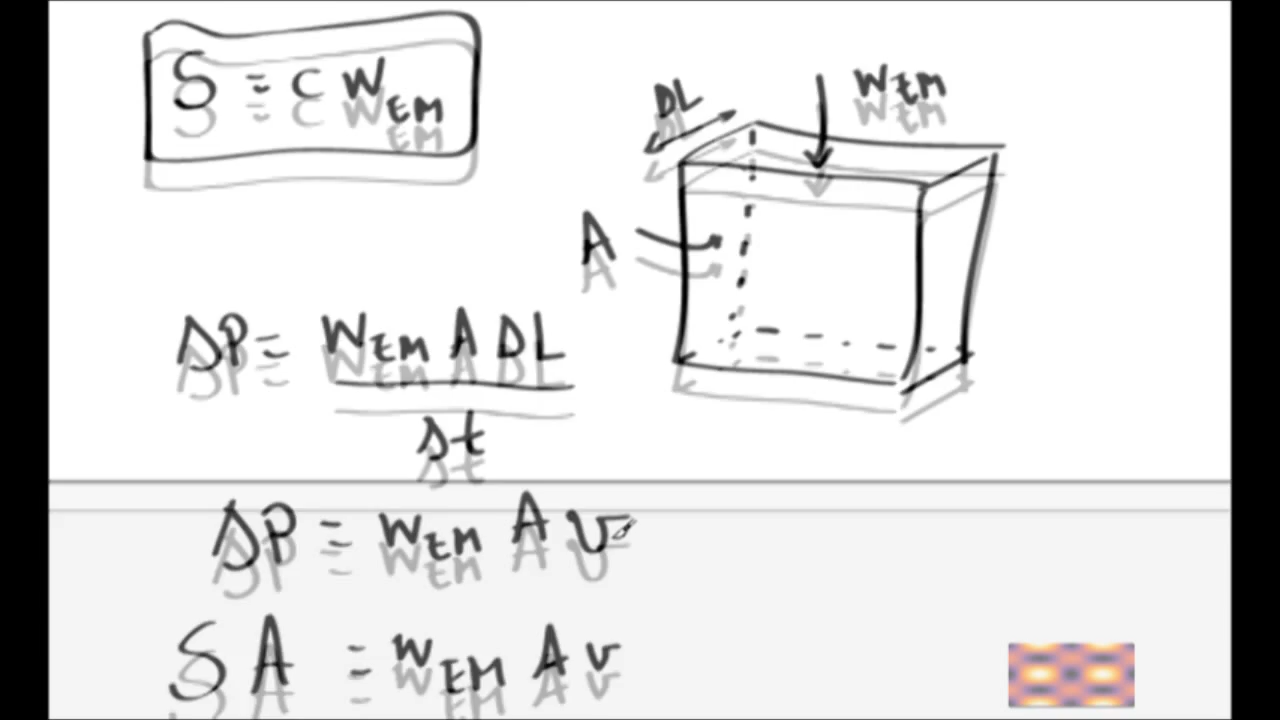 S = c W_EM
DL
W_EM
A
ΔP = W_EM A DL
Δt
ΔP = W_EM A v
S A = W_EM A v